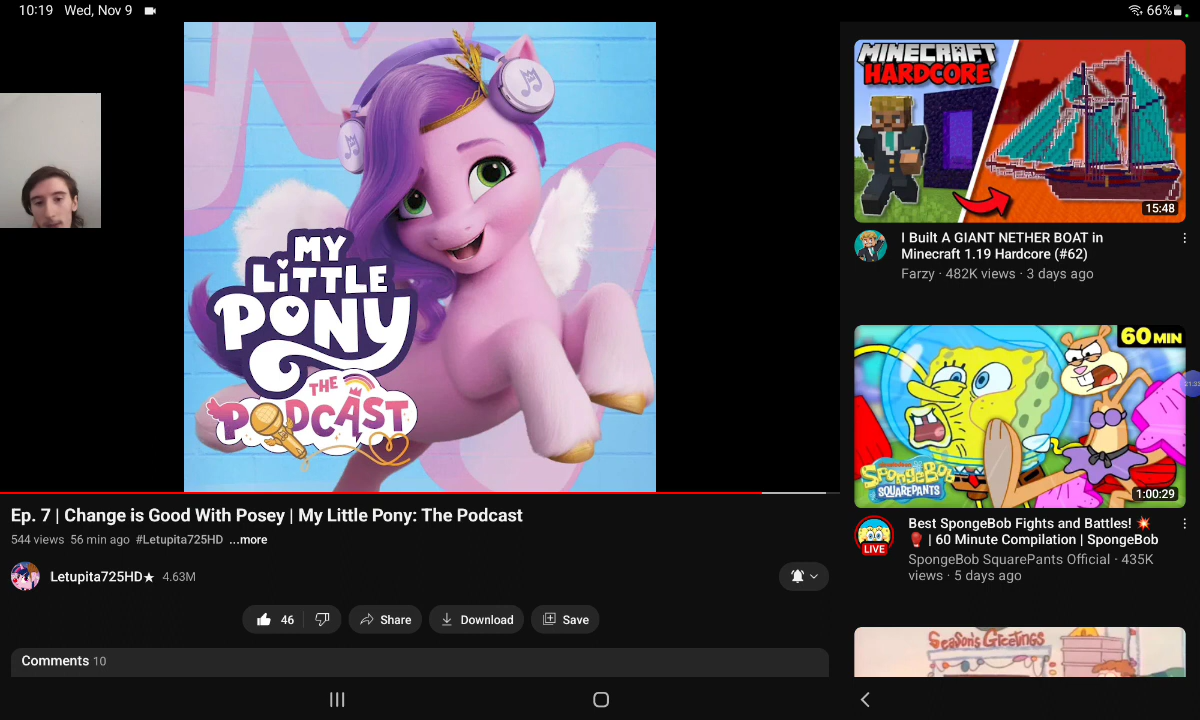 10:19 Wed, Nov 9
66%
MY
LiTTLE
PONY
THE
PODCAST
Ep. 7 | Change is Good With Posey | My Little Pony: The Podcast
544 views 56 min ago #Letupita725HD ...more
Letupita725HD★ 4.63M
46
Share
Download
Save
Comments 10
MINECRAFT
HARDCORE
15:48
I Built A GIANT NETHER BOAT in
Minecraft 1.19 Hardcore (#62)
Farzy · 482K views · 3 days ago
60 MIN
nickelodeon
SPONGEBOB
SQUAREPANTS
1:00:29
21:33
LIVE
Best SpongeBob Fights and Battles! 💥
🥊 | 60 Minute Compilation | SpongeBob
SpongeBob SquarePants Official · 435K
views · 5 days ago
SeaSon's GreeTingS